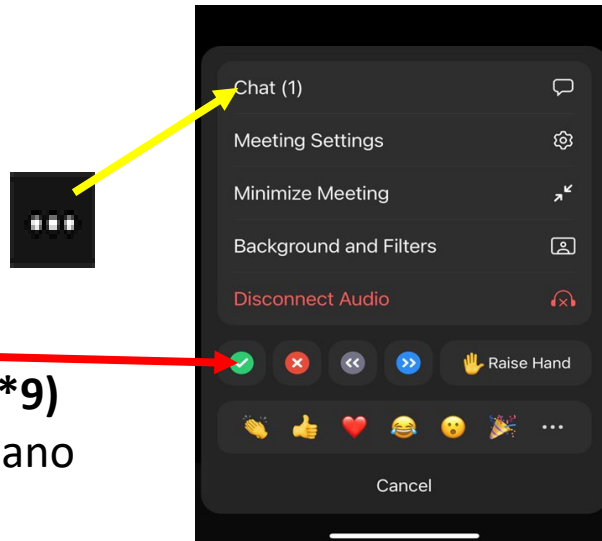 Chat (1)
Meeting Settings
Minimize Meeting
Background and Filters
Disconnect Audio
Raise Hand
*9)
ano
Cancel